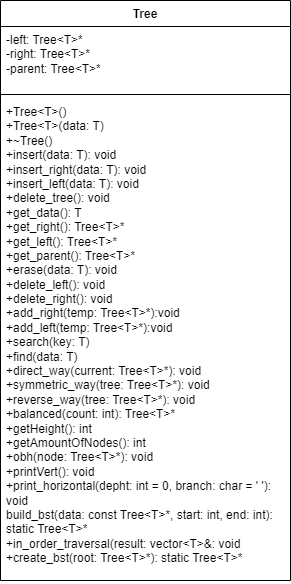 Tree
-left: Tree<T>*
-right: Tree<T>*
-parent: Tree<T>*
+Tree<T>()
+Tree<T>(data: T)
+~Tree()
+insert(data: T): void
+insert_right(data: T): void
+insert_left(data: T): void
+delete_tree(): void
+get_data(): T
+get_right(): Tree<T>*
+get_left(): Tree<T>*
+get_parent(): Tree<T>*
+erase(data: T): void
+delete_left(): void
+delete_right(): void
+add_right(temp: Tree<T>*):void
+add_left(temp: Tree<T>*):void
+search(key: T)
+find(data: T)
+direct_way(current: Tree<T>*): void
+symmetric_way(tree: Tree<T>*): void
+reverse_way(tree: Tree<T>*): void
+balanced(count: int): Tree<T>*
+getHeight(): int
+getAmountOfNodes(): int
+obh(node: Tree<T>*): void
+printVert(): void
+print_horizontal(depht: int = 0, branch: char = ' '):
void
build_bst(data: const Tree<T>*, start: int, end: int):
static Tree<T>*
+in_order_traversal(result: vector<T>&: void
+create_bst(root: Tree<T>*): static Tree<T>*